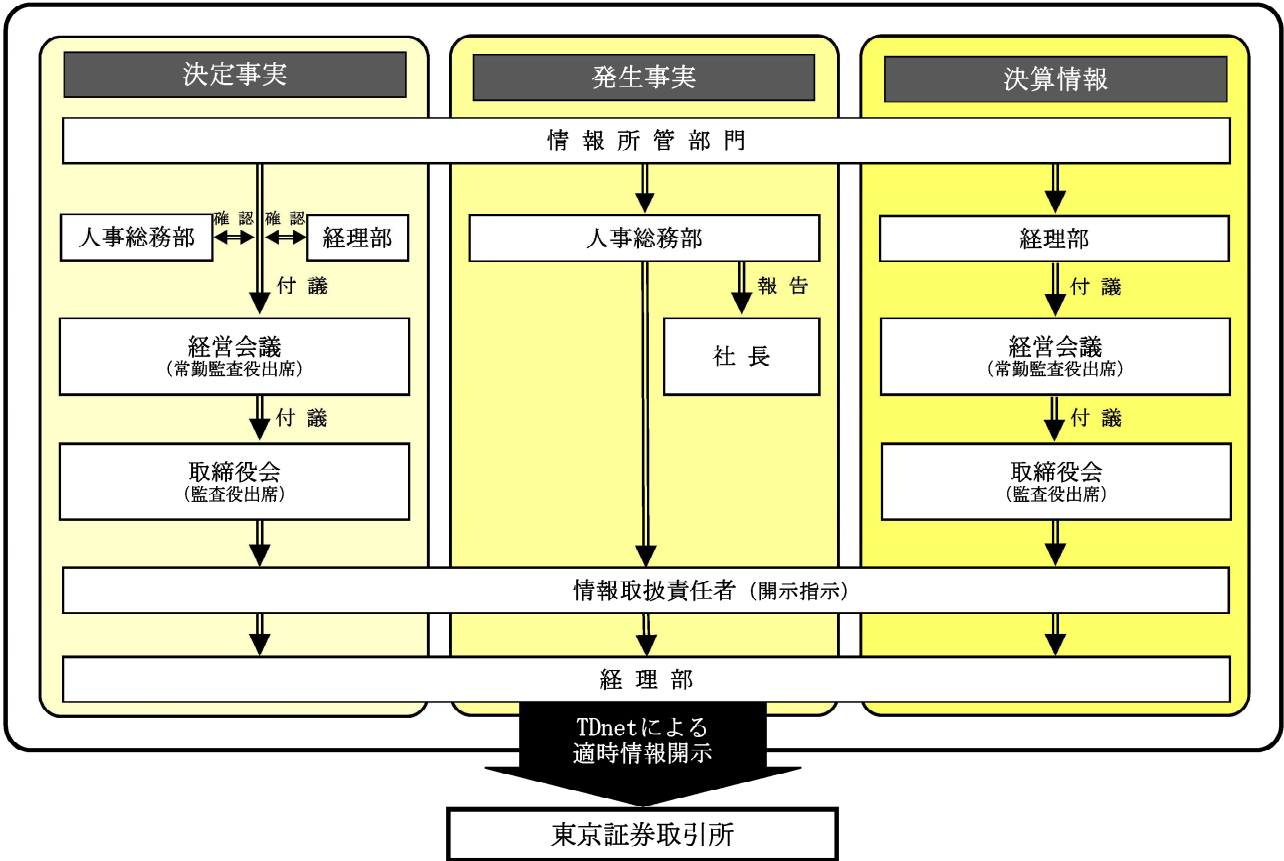 決定事実
発生事実
決算情報
情報所管部門
人事総務部
確認
確認
経理部
人事総務部
経理部
付議
報告
付議
経営会議
(常勤監査役出席)
社長
経営会議
(常勤監査役出席)
付議
付議
取締役会
(監査役出席)
取締役会
(監査役出席)
情報取扱責任者(開示指示)
経理部
TDnetによる
適時情報開示
東京証券取引所